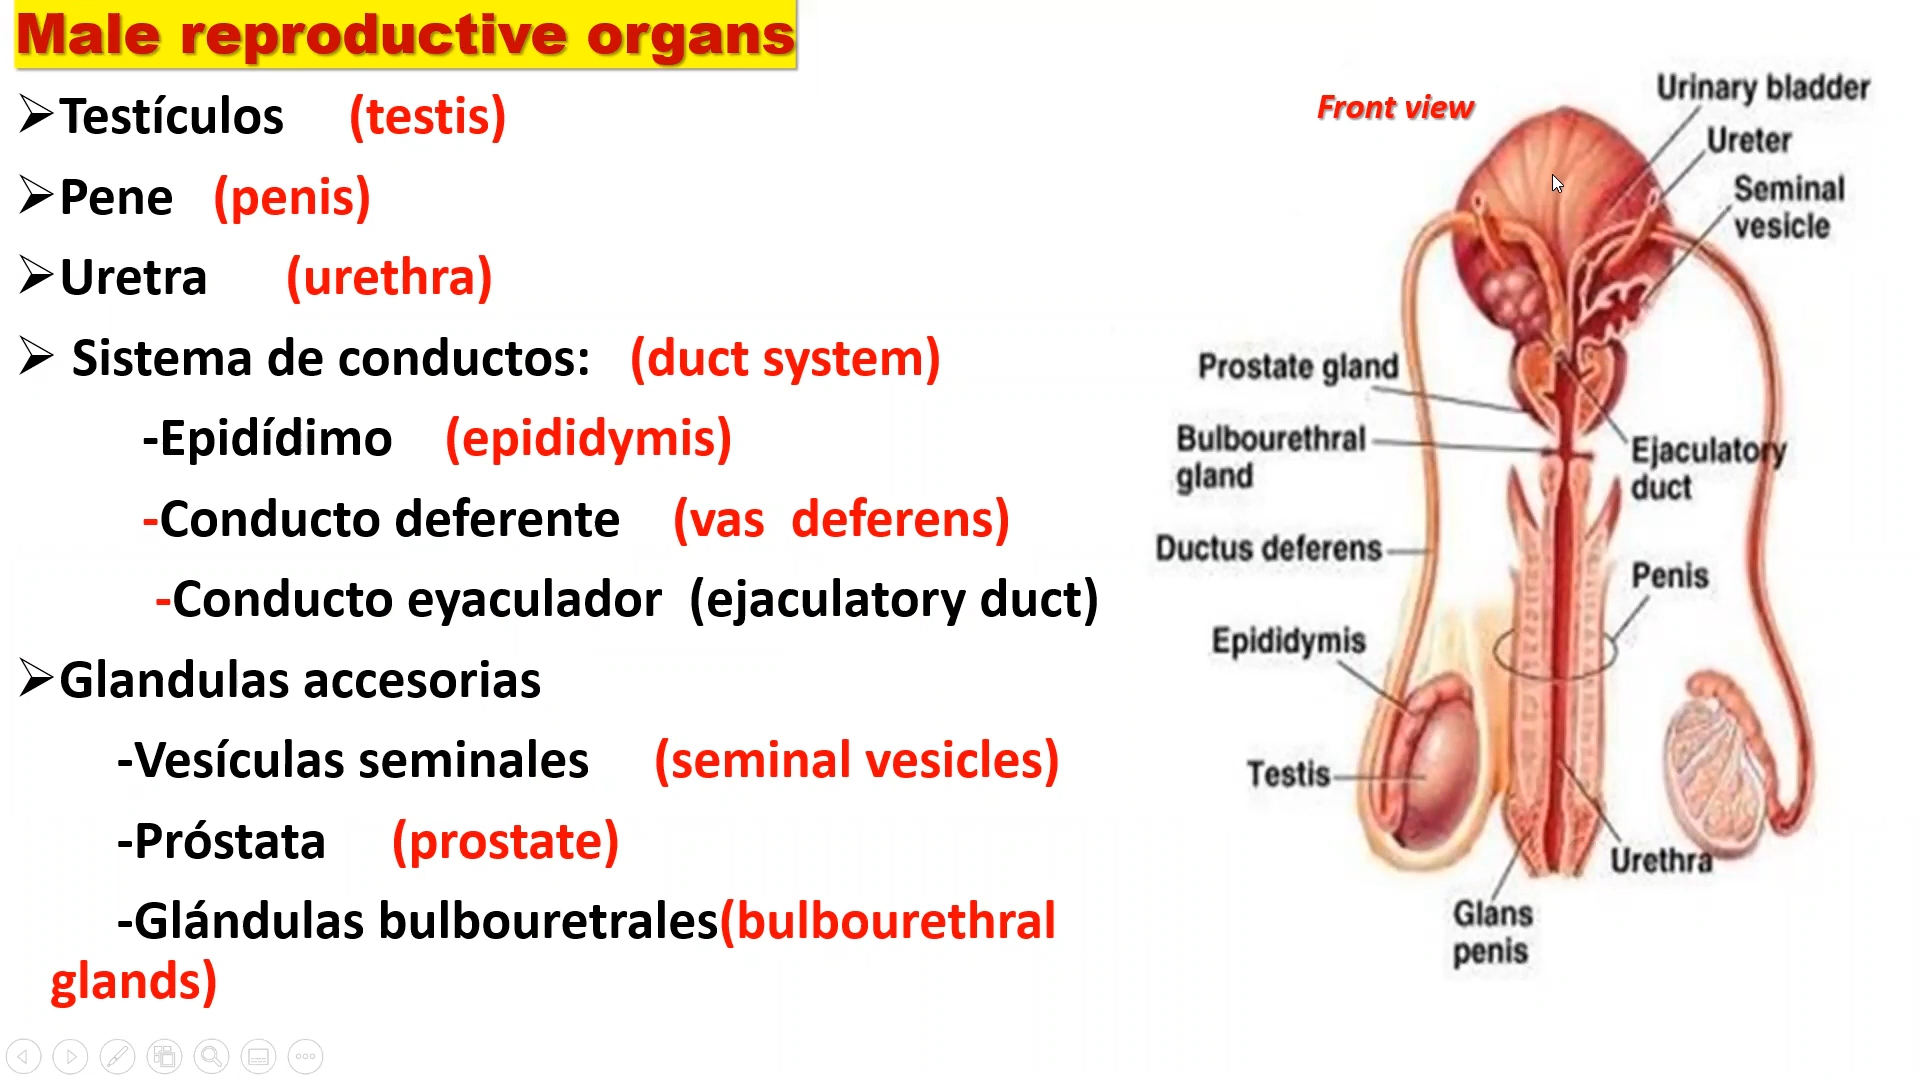 Male reproductive organs
➢Testículos (testis)
➢Pene (penis)
➢Uretra (urethra)
➢ Sistema de conductos: (duct system)
-Epidídimo (epididymis)
-Conducto deferente (vas deferens)
-Conducto eyaculador (ejaculatory duct)
➢Glandulas accesorias
-Vesículas seminales (seminal vesicles)
-Próstata (prostate)
-Glándulas bulbouretrales(bulbourethral
glands)
Front view
Urinary bladder
Ureter
Seminal
vesicle
Prostate gland
Bulbourethral
gland
Ejaculatory
duct
Ductus deferens
Penis
Epididymis
Testis
Urethra
Glans
penis